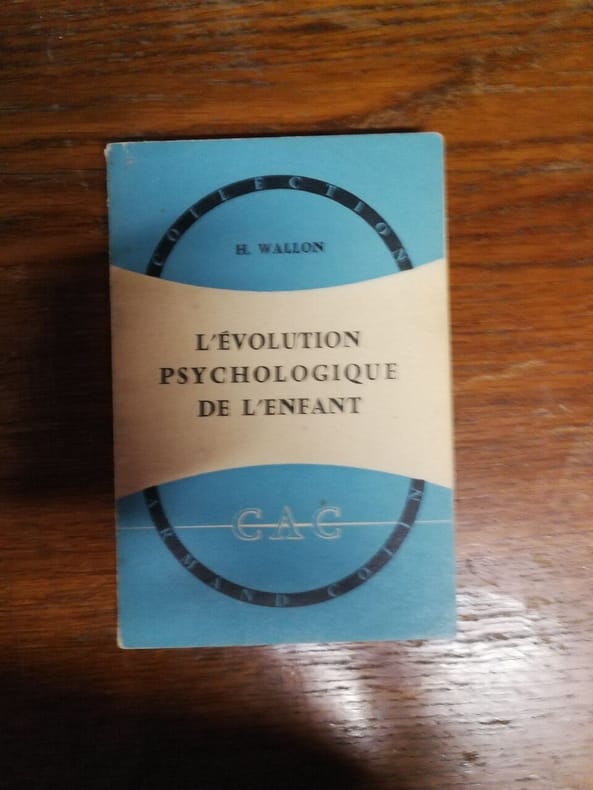 COLLECTION
H. WALLON
L'ÉVOLUTION
PSYCHOLOGIQUE
DE L'ENFANT
CAC
ARMAND COLIN